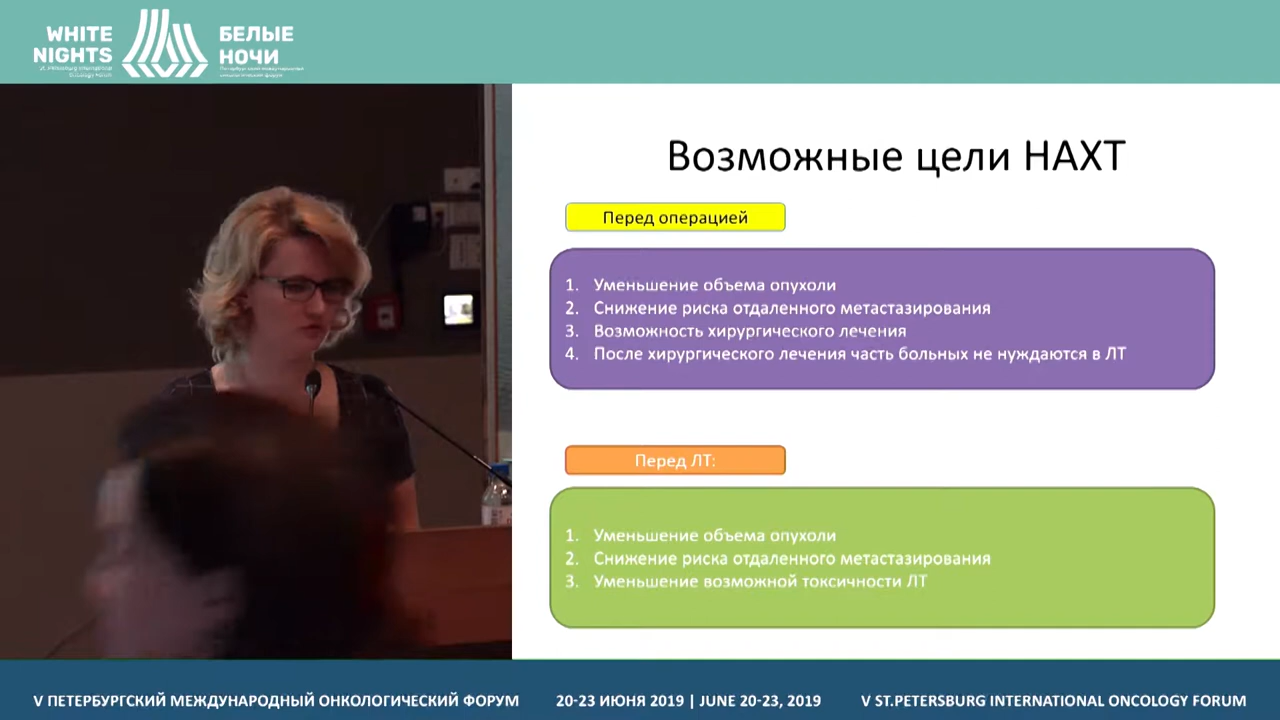 WHITE
NIGHTS
БЕЛЫЕ
НОЧИ
Возможные цели НАХТ
Перед операцией
1. Уменьшение объема опухоли
2. Снижение риска отдаленного метастазирования
3. Возможность хирургического лечения
4. После хирургического лечения часть больных не нуждаются в ЛТ
Перед ЛТ:
1. Уменьшение объема опухоли
2. Снижение риска отдаленного метастазирования
3. Уменьшение возможной токсичности ЛТ
V ПЕТЕРБУРГСКИЙ МЕЖДУНАРОДНЫЙ ОНКОЛОГИЧЕСКИЙ ФОРУМ
20-23 ИЮНЯ 2019 | JUNE 20-23, 2019
V ST.PETERSBURG INTERNATIONAL ONCOLOGY FORUM